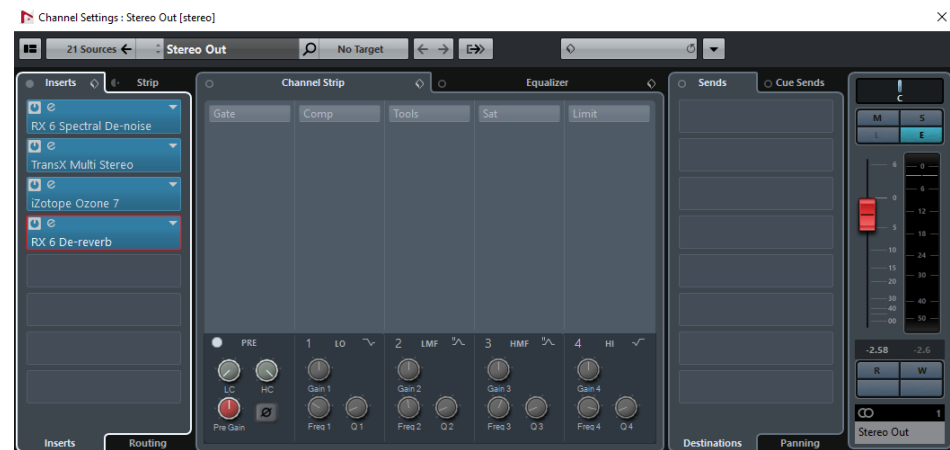 Channel Settings : Stereo Out [stereo]
21 Sources
Stereo Out
No Target
Inserts
Strip
RX 6 Spectral De-noise
TransX Multi Stereo
iZotope Ozone 7
RX 6 De-reverb
Inserts
Routing
Channel Strip
Equalizer
Gate
Comp
Tools
Sat
Limit
PRE
1 LO
2 LMF
3 HMF
4 HI
LC
HC
Gain 1
Gain 2
Gain 3
Gain 4
Pre Gain
Freq 1
Q 1
Freq 2
Q 2
Freq 3
Q 3
Freq 4
Q 4
Sends
Cue Sends
Destinations
Panning
C
M
S
L
E
6
0
5
10
15
20
30
40
00
0
6
12
18
24
30
40
50
-2.58
-2.6
R
W
1
Stereo Out